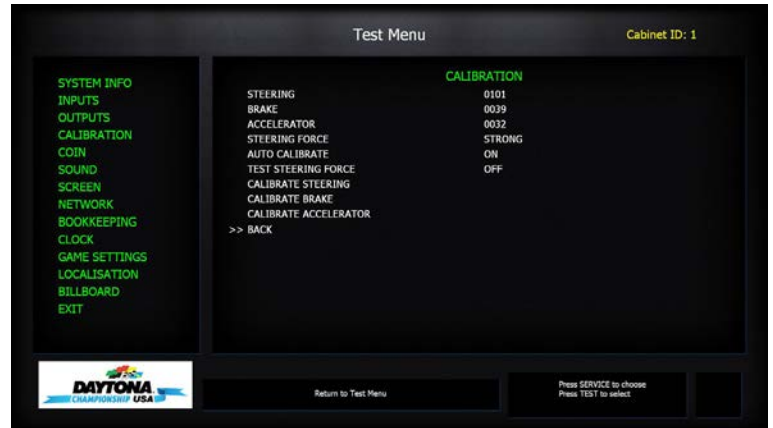 Test Menu
Cabinet ID: 1
SYSTEM INFO
INPUTS
OUTPUTS
CALIBRATION
COIN
SOUND
SCREEN
NETWORK
BOOKKEEPING
CLOCK
GAME SETTINGS
LOCALISATION
BILLBOARD
EXIT
CALIBRATION
STEERING 0101
BRAKE 0039
ACCELERATOR 0032
STEERING FORCE STRONG
AUTO CALIBRATE ON
TEST STEERING FORCE OFF
CALIBRATE STEERING
CALIBRATE BRAKE
CALIBRATE ACCELERATOR
>> BACK
DAYTONA
CHAMPIONSHIP USA
Return to Test Menu
Press SERVICE to choose
Press TEST to select